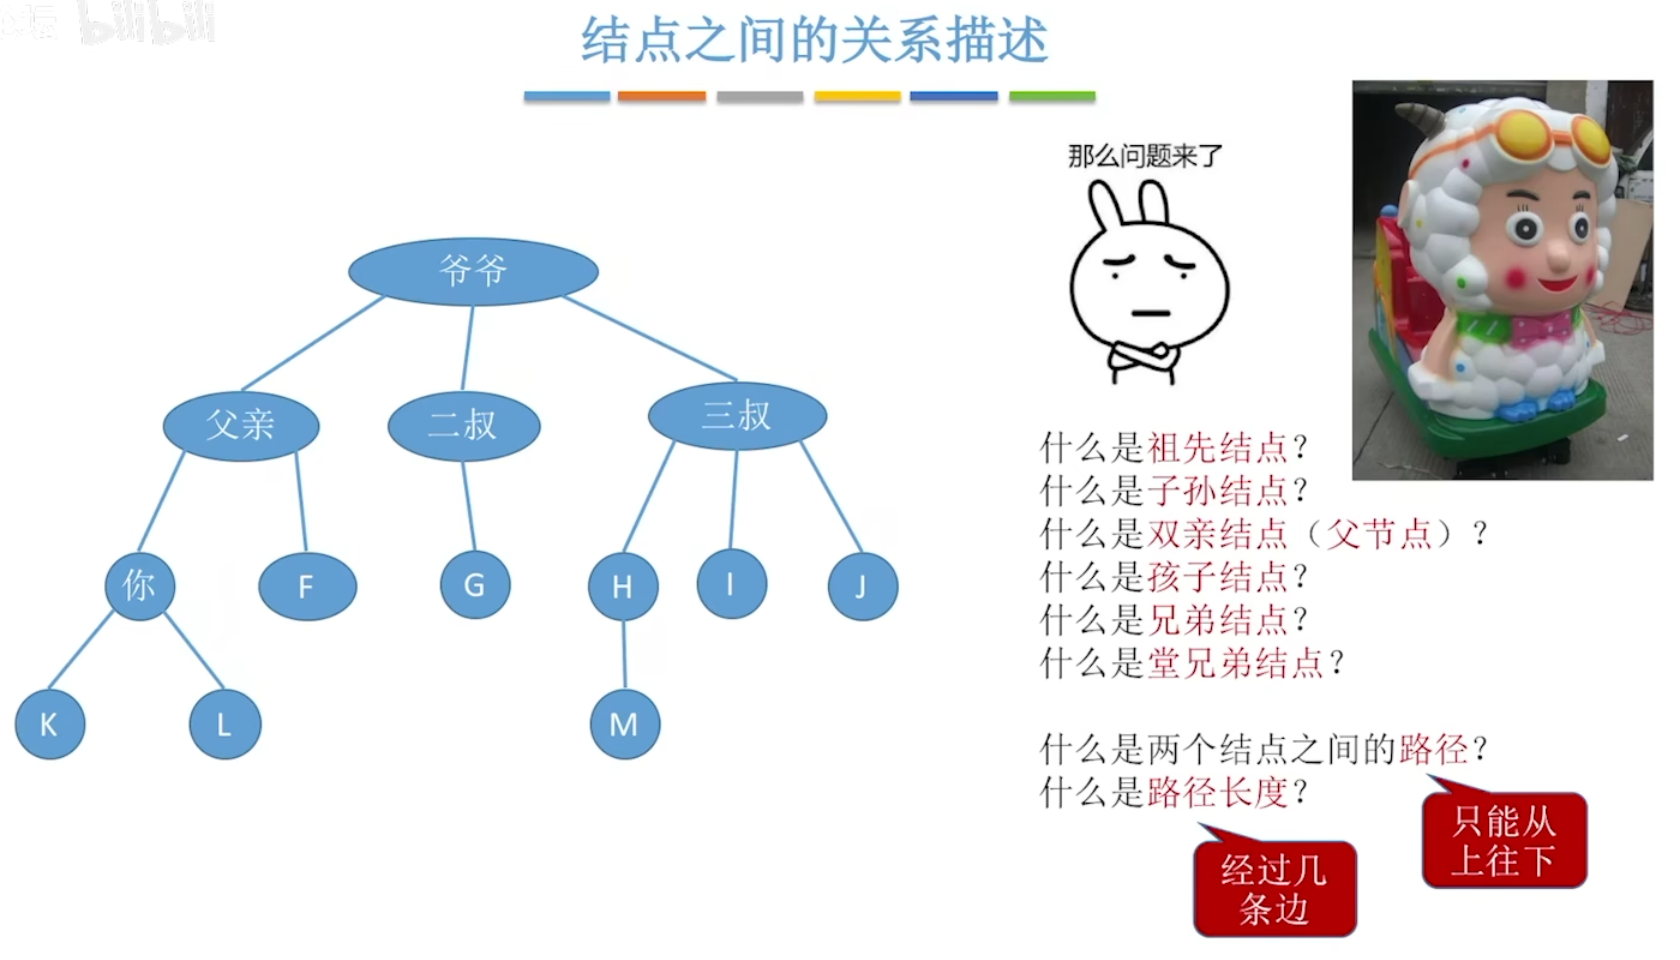 bilibili
结点之间的关系描述
那么问题来了
爷爷
父亲
二叔
三叔
你
F
G
H
I
J
K
L
M
什么是祖先结点？
什么是子孙结点？
什么是双亲结点（父节点）？
什么是孩子结点？
什么是兄弟结点？
什么是堂兄弟结点？
什么是两个结点之间的路径？
什么是路径长度？
只能从
上往下
经过几
条边